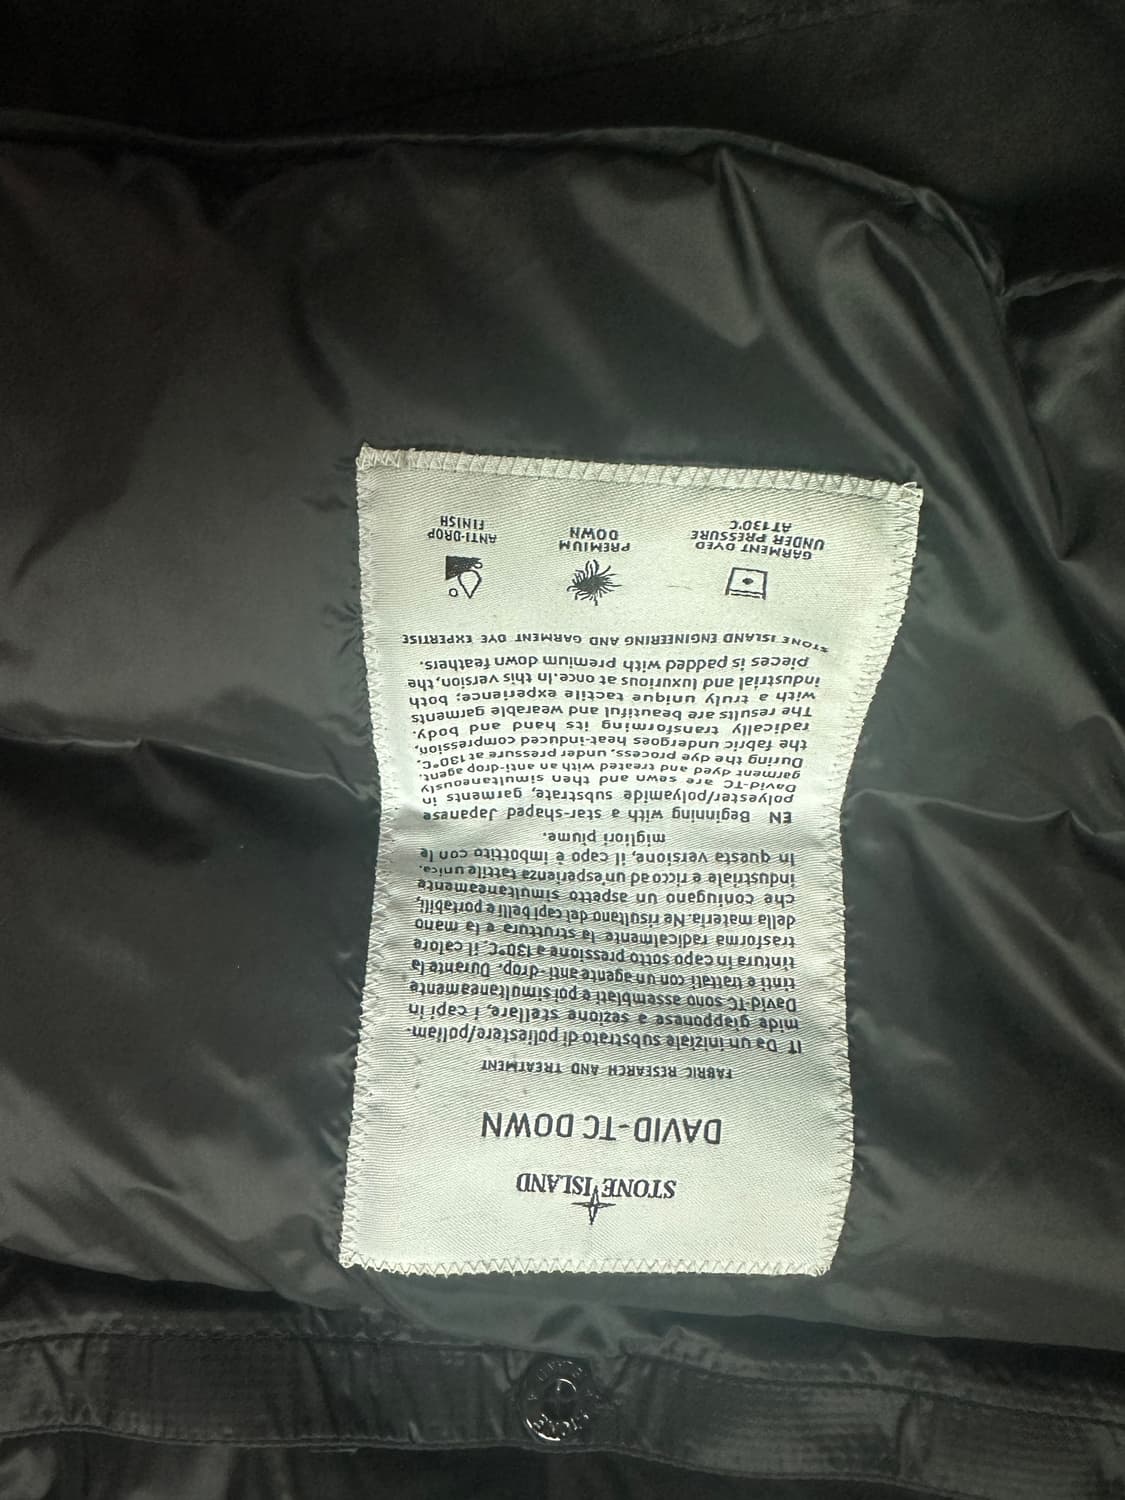 STONE ISLAND
DAVID-TC DOWN
FABRIC RESEARCH AND TREATMENT
IT Da un iniziale substrato di poliestere/poliam-
mide giapponese a sezione stellare, i capi in
David-TC sono assemblati e poi simultaneamente
tinti e trattati con un agente anti-drop. Durante la
tintura in capo sotto pressione a 130°C, il calore
trasforma radicalmente la struttura e la mano
della materia. Ne risultano dei capi belli e portabili,
che coniugano un aspetto simultaneamente
industriale e ricco ad un'esperienza tattile unica.
In questa versione, il capo è imbottito con le
migliori piume.
EN Beginning with a star-shaped Japanese
polyester/polyamide substrate, garments in
David-TC are sewn and then simultaneously
garment dyed and treated with an anti-drop agent.
During the dye process, under pressure at 130°C,
the fabric undergoes heat-induced compression,
radically transforming its hand and body.
The results are beautiful and wearable garments
with a truly unique tactile experience; both
industrial and luxurious at once. In this version, the
pieces is padded with premium down feathers.
STONE ISLAND ENGINEERING AND GARMENT DYE EXPERTISE
GARMENT DYED
UNDER PRESSURE
AT 130°C
PREMIUM
DOWN
ANTI-DROP
FINISH